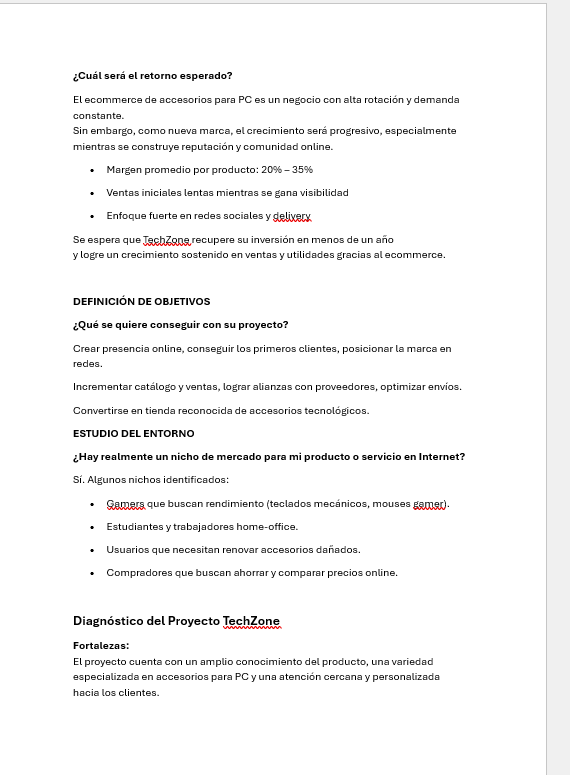 ¿Cuál será el retorno esperado?
El ecommerce de accesorios para PC es un negocio con alta rotación y demanda
constante.
Sin embargo, como nueva marca, el crecimiento será progresivo, especialmente
mientras se construye reputación y comunidad online.
• Margen promedio por producto: 20% – 35%
• Ventas iniciales lentas mientras se gana visibilidad
• Enfoque fuerte en redes sociales y delivery
Se espera que TechZone recupere su inversión en menos de un año
y logre un crecimiento sostenido en ventas y utilidades gracias al ecommerce.
DEFINICIÓN DE OBJETIVOS
¿Qué se quiere conseguir con su proyecto?
Crear presencia online, conseguir los primeros clientes, posicionar la marca en
redes.
Incrementar catálogo y ventas, lograr alianzas con proveedores, optimizar envíos.
Convertirse en tienda reconocida de accesorios tecnológicos.
ESTUDIO DEL ENTORNO
¿Hay realmente un nicho de mercado para mi producto o servicio en Internet?
Sí. Algunos nichos identificados:
• Gamers que buscan rendimiento (teclados mecánicos, mouses gamer).
• Estudiantes y trabajadores home-office.
• Usuarios que necesitan renovar accesorios dañados.
• Compradores que buscan ahorrar y comparar precios online.
Diagnóstico del Proyecto TechZone
Fortalezas:
El proyecto cuenta con un amplio conocimiento del producto, una variedad
especializada en accesorios para PC y una atención cercana y personalizada
hacia los clientes.